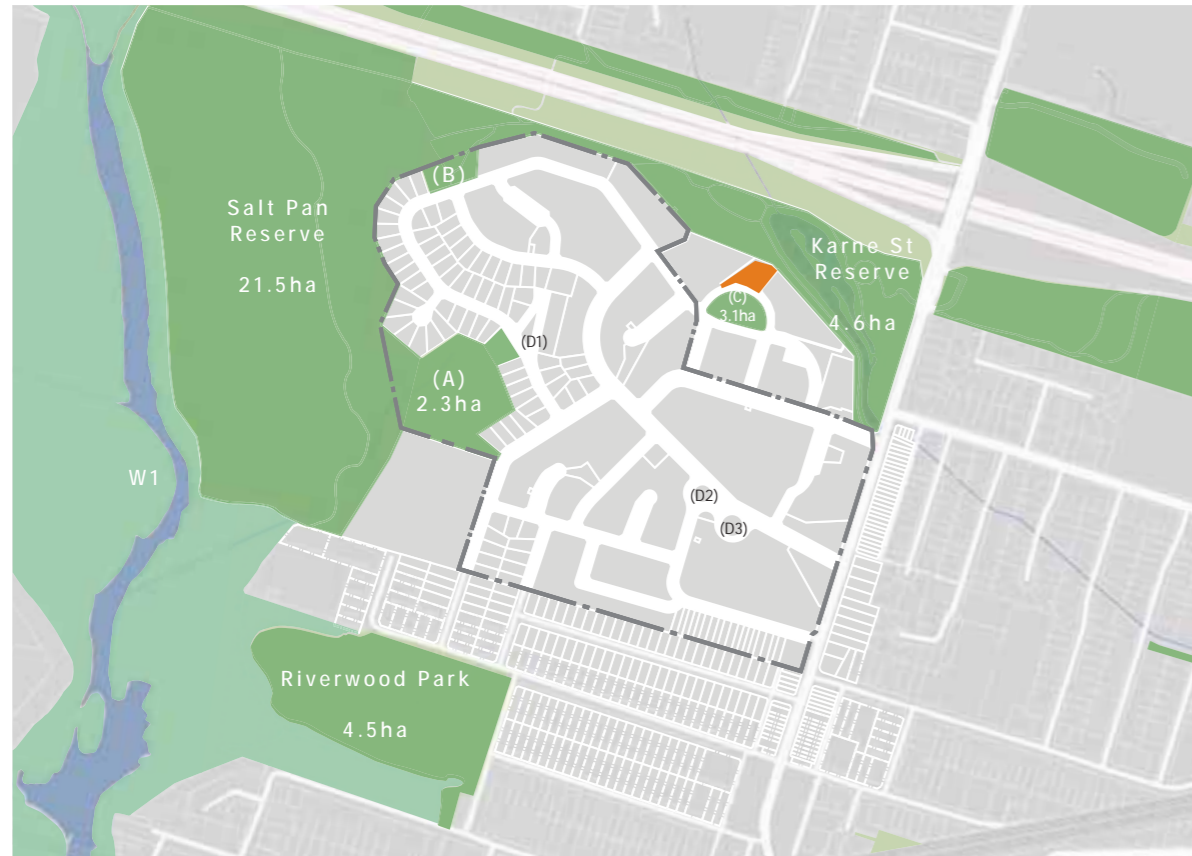 (B)
Salt Pan
Reserve
21.5ha
Karne St
Reserve
4.6ha
(C)
3.1ha
(D1)
(A)
2.3ha
W1
(D2)
(D3)
Riverwood Park
4.5ha